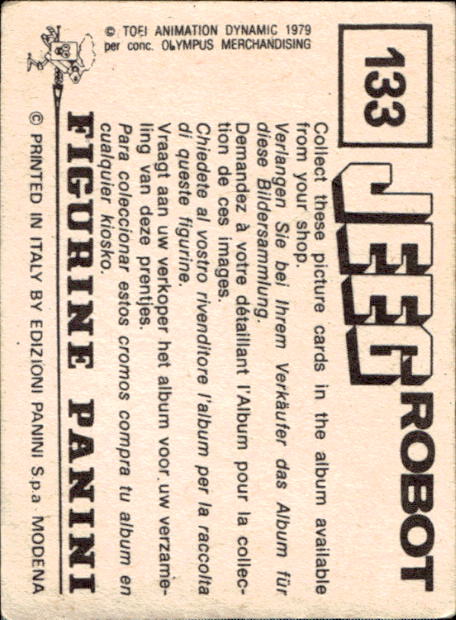 133
JEEG ROBOT
Collect these picture cards in the album available
from your shop.
Verlangen Sie bei Ihrem Verkäufer das Album für
diese Bildersammlung.
Demandez à votre détaillant l'Album pour la collec-
tion de ces images.
Chiedete al vostro rivenditore l'album per la raccolta
di queste figurine.
Vraagt aan uw verkoper het album voor uw verzame-
ling van deze prentjes.
Para coleccionar estos cromos compra tu album en
cualquier kiosko.
FIGURINE PANINI
© PRINTED IN ITALY BY EDIZIONI PANINI S.p.a - MODENA
© TOEI ANIMATION DYNAMIC 1979
per conc. OLYMPUS MERCHANDISING